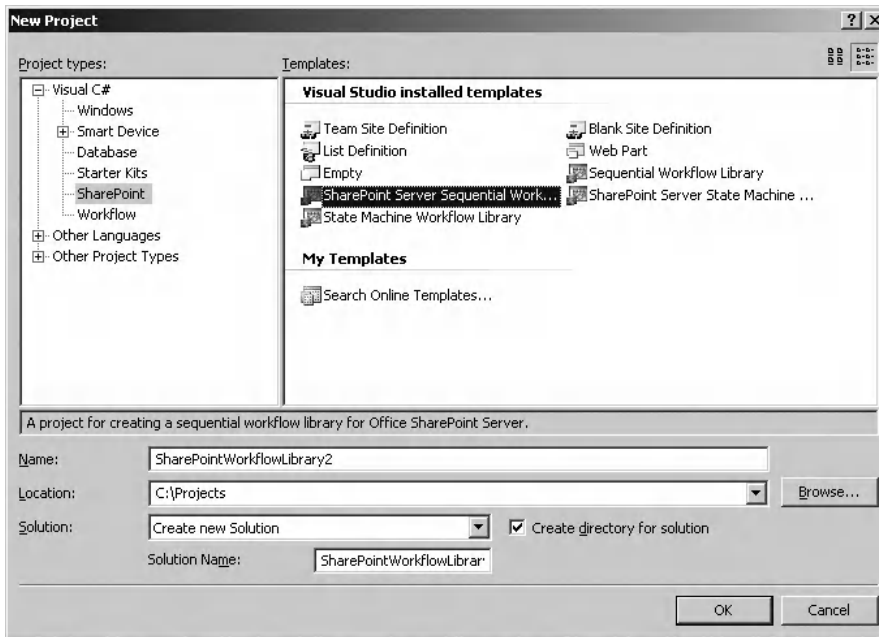 New Project
Project types:
Templates:
Visual C#
Windows
Smart Device
Database
Starter Kits
SharePoint
Workflow
Other Languages
Other Project Types
Visual Studio installed templates
Team Site Definition
Blank Site Definition
List Definition
Web Part
Empty
Sequential Workflow Library
SharePoint Server Sequential Work...
SharePoint Server State Machine ...
State Machine Workflow Library
My Templates
Search Online Templates...
A project for creating a sequential workflow library for Office SharePoint Server.
Name:
SharePointWorkflowLibrary2
Location:
C:\Projects
Browse...
Solution:
Create new Solution
Create directory for solution
Solution Name:
SharePointWorkflowLibrar
OK
Cancel